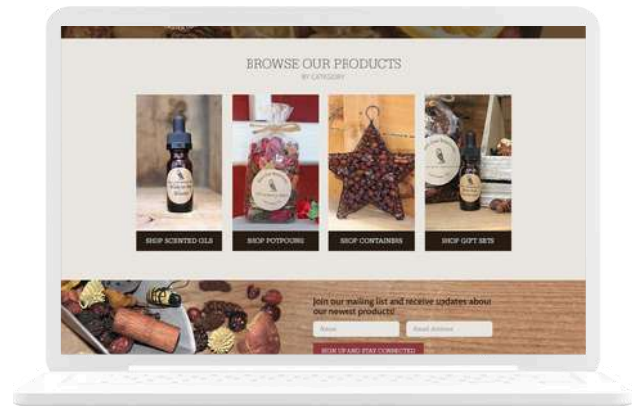 BROWSE OUR PRODUCTS
BY CATEGORY
SHOP SCENTED OILS
SHOP POTPOURRI
SHOP CONTAINERS
SHOP GIFT SETS
Join our mailing list and receive updates about
our newest products!
Name
Email Address
SIGN UP AND STAY CONNECTED